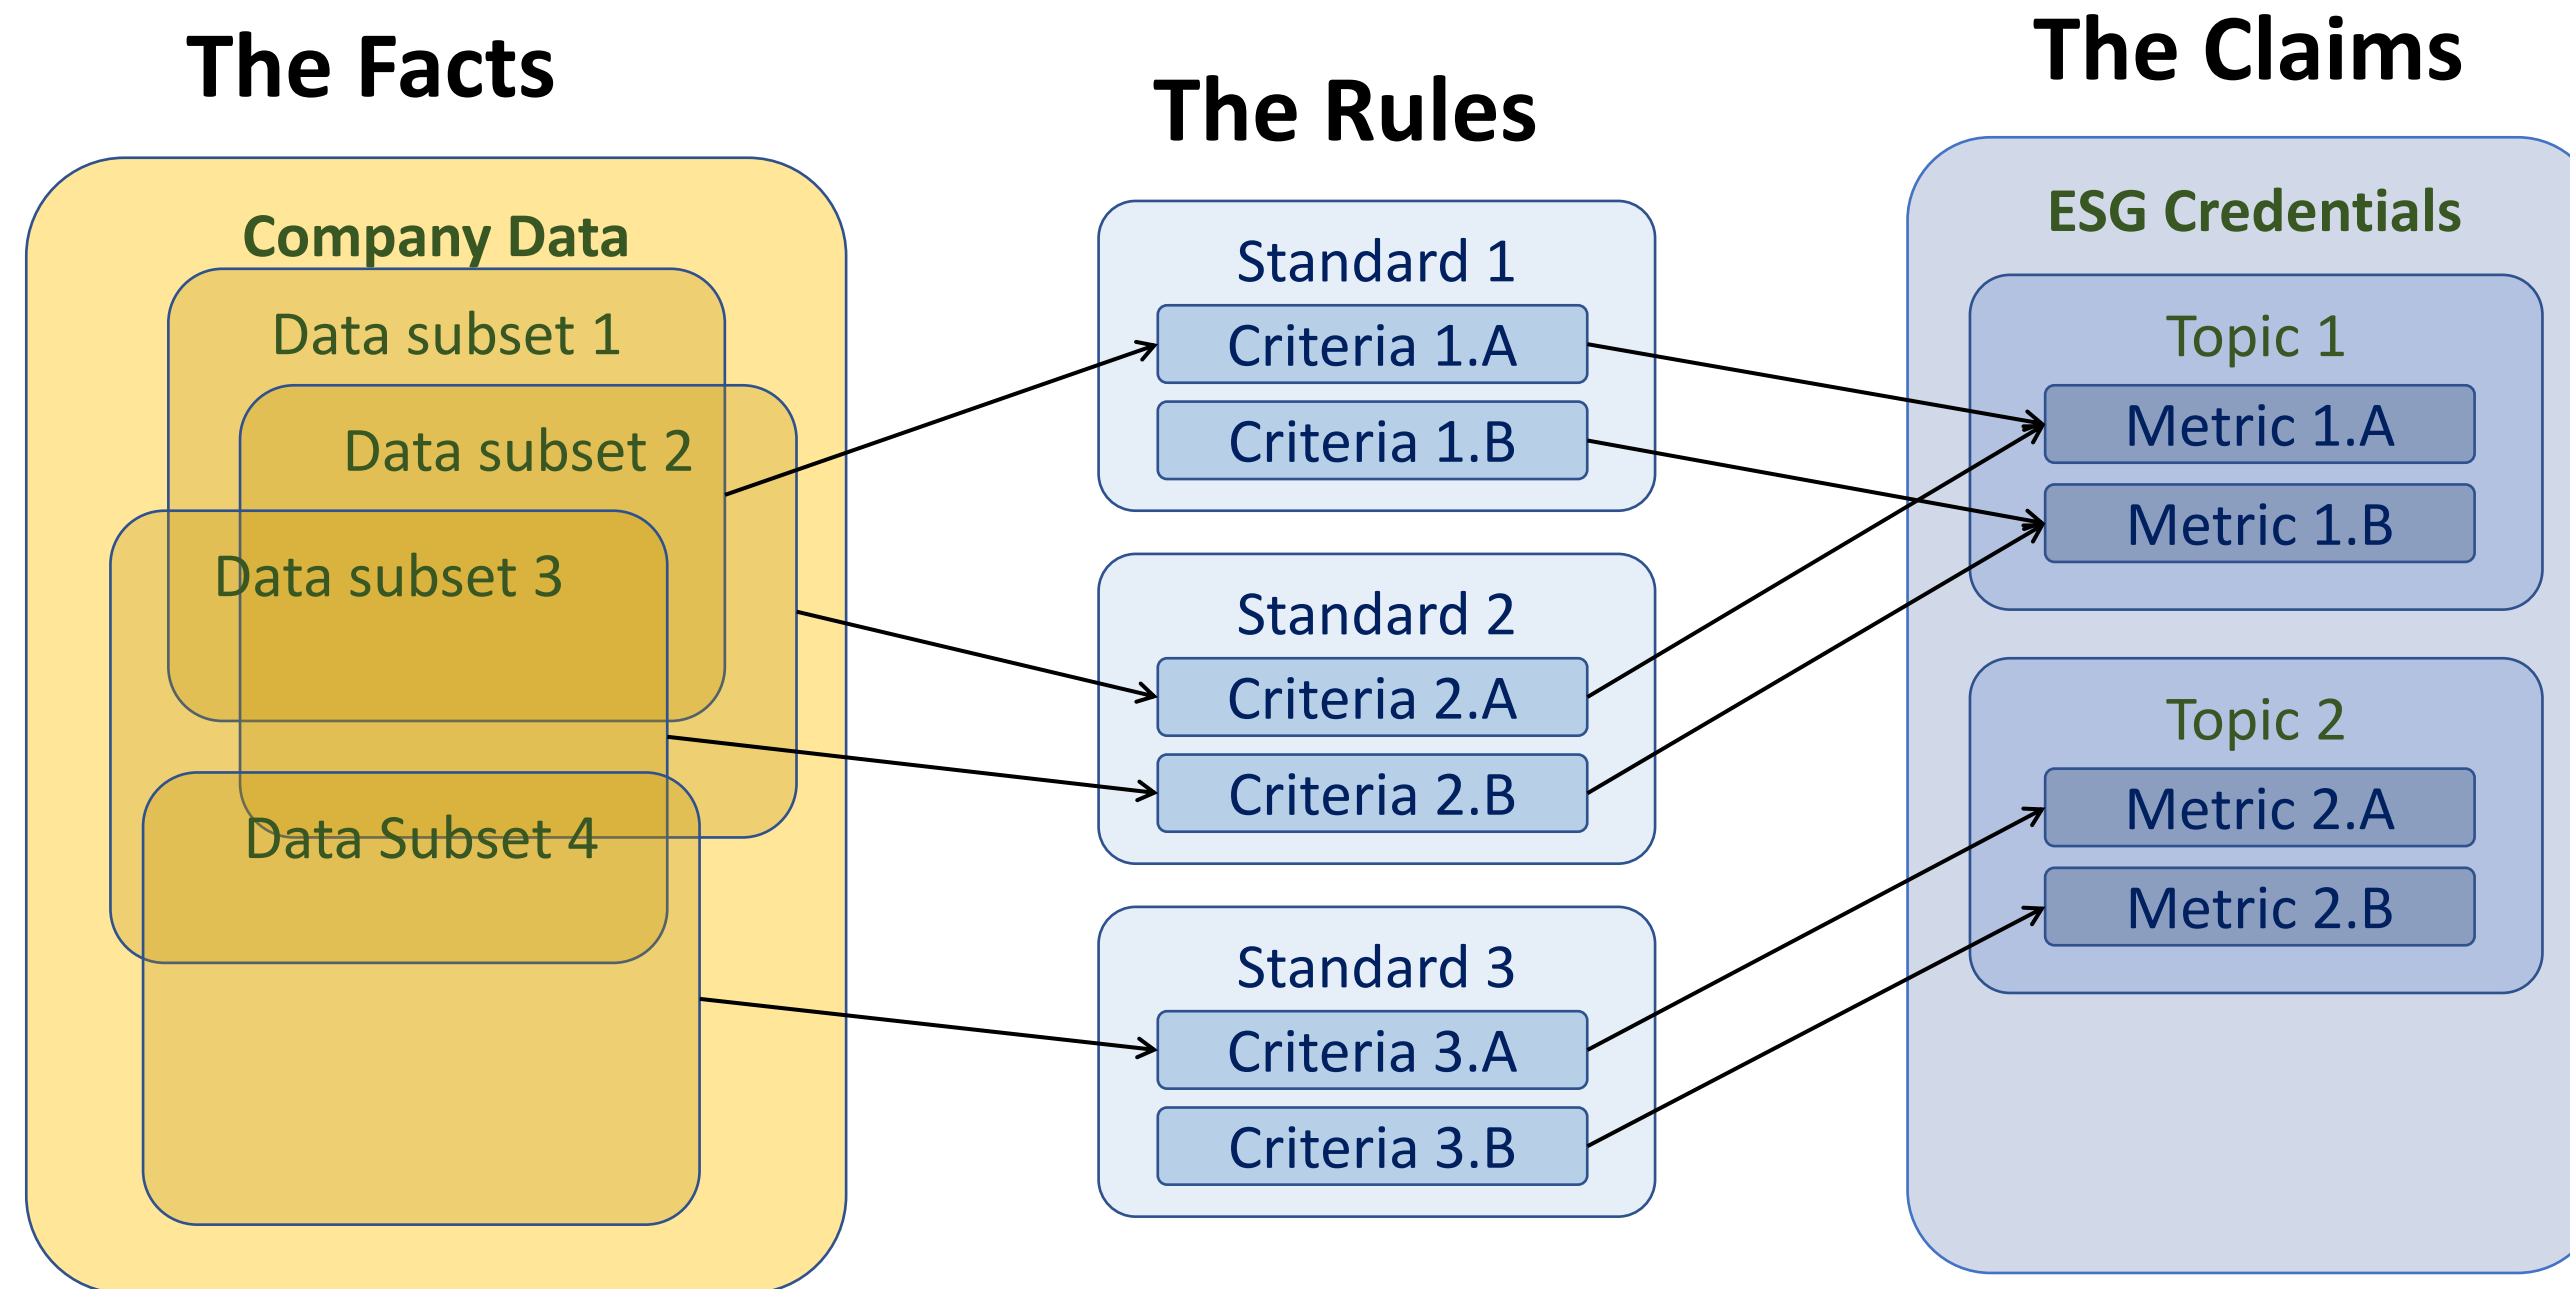 The Facts
Company Data
Data subset 1
Data subset 2
Data subset 3
Data Subset 4
The Rules
Standard 1
Criteria 1.A
Criteria 1.B
Standard 2
Criteria 2.A
Criteria 2.B
Standard 3
Criteria 3.A
Criteria 3.B
The Claims
ESG Credentials
Topic 1
Metric 1.A
Metric 1.B
Topic 2
Metric 2.A
Metric 2.B